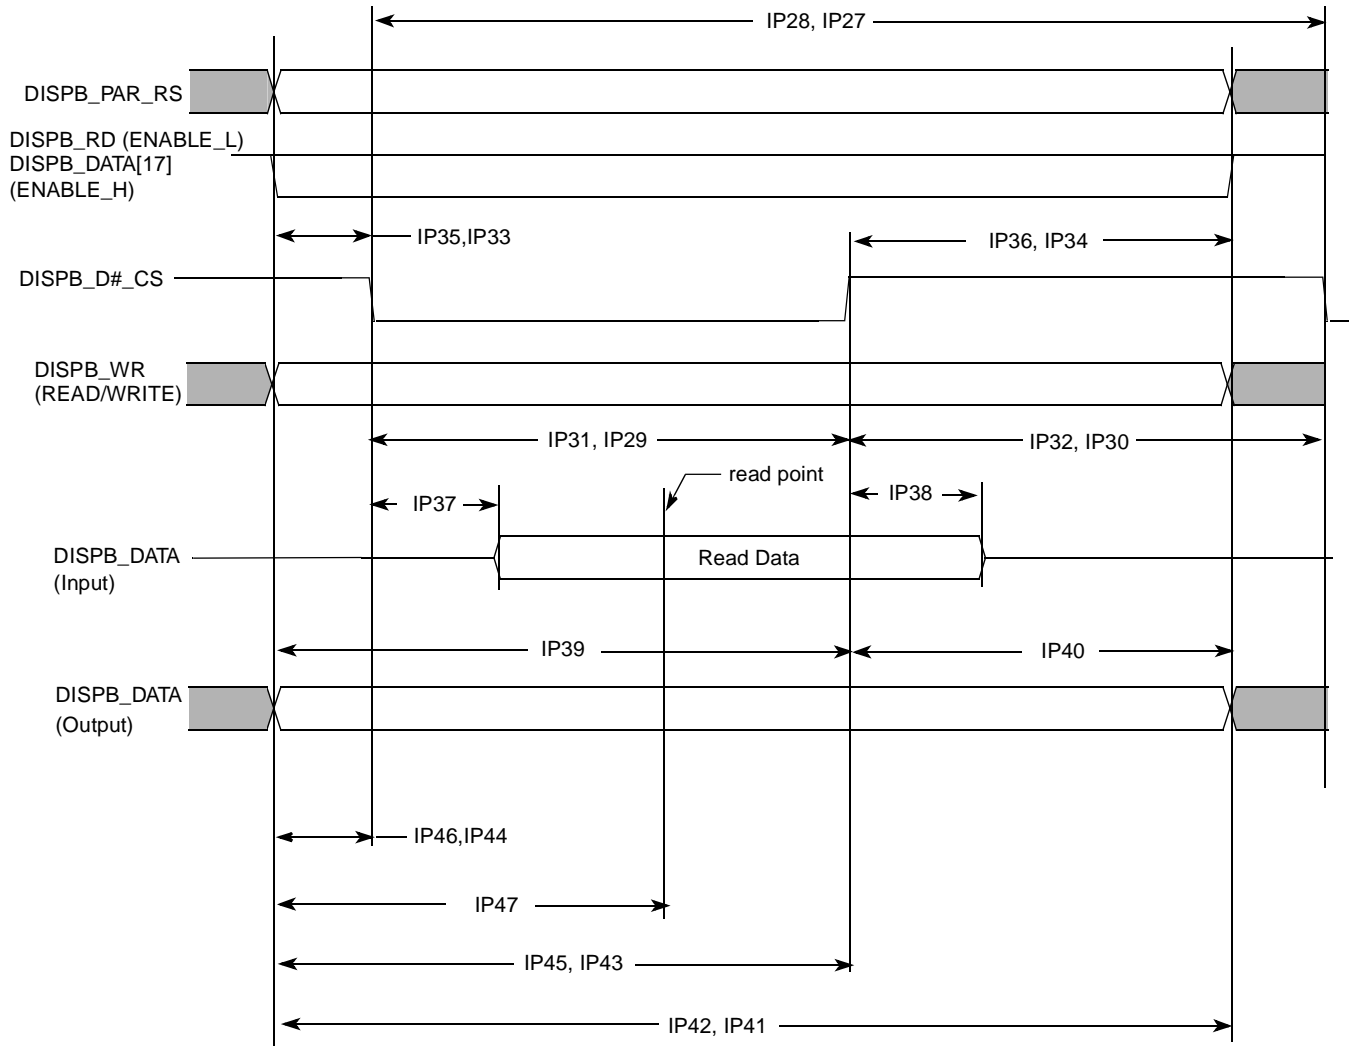 IP28, IP27
DISPB_PAR_RS
DISPB_RD (ENABLE_L)
DISPB_DATA[17]
(ENABLE_H)
IP35,IP33
IP36, IP34
DISPB_D#_CS
DISPB_WR
(READ/WRITE)
IP31, IP29
IP32, IP30
read point
IP37
IP38
DISPB_DATA
(Input)
Read Data
IP39
IP40
DISPB_DATA
(Output)
IP46,IP44
IP47
IP45, IP43
IP42, IP41